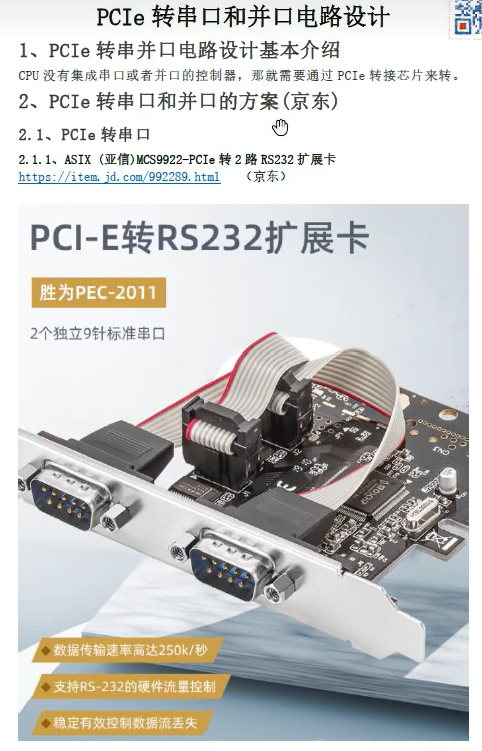 PCIe 转串口和并口电路设计
1、PCIe 转串并口电路设计基本介绍
CPU 没有集成串口或者并口的控制器，那就需要通过 PCIe 转接芯片来转。
2、PCIe 转串口和并口的方案(京东)
2.1、PCIe 转串口
2.1.1、ASIX (亚信)MCS9922-PCIe 转 2 路 RS232 扩展卡
https://item.jd.com/992289.html （京东）
PCI-E转RS232扩展卡
胜为PEC-2011
2个独立9针标准串口
数据传输速率高达250k/秒
支持RS-232的硬件流量控制
稳定有效控制数据流丢失